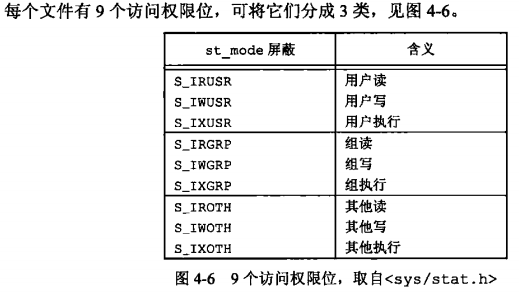 每个文件有9个访问权限位，可将它们分成3类，见图4-6。
st_mode 屏蔽 含义
S_IRUSR 用户读
S_IWUSR 用户写
S_IXUSR 用户执行
S_IRGRP 组读
S_IWGRP 组写
S_IXGRP 组执行
S_IROTH 其他读
S_IWOTH 其他写
S_IXOTH 其他执行
图 4-6 9个访问权限位，取自<sys/stat.h>